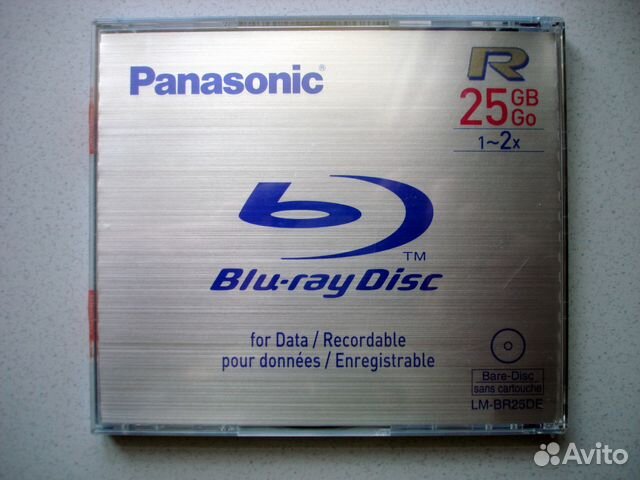 Panasonic®
R
25 GB
Go
1~2x
TM
Blu-ray Disc
for Data / Recordable
pour données / Enregistrable
Bare-Disc
sans cartouche
LM-BR25DE
Avito